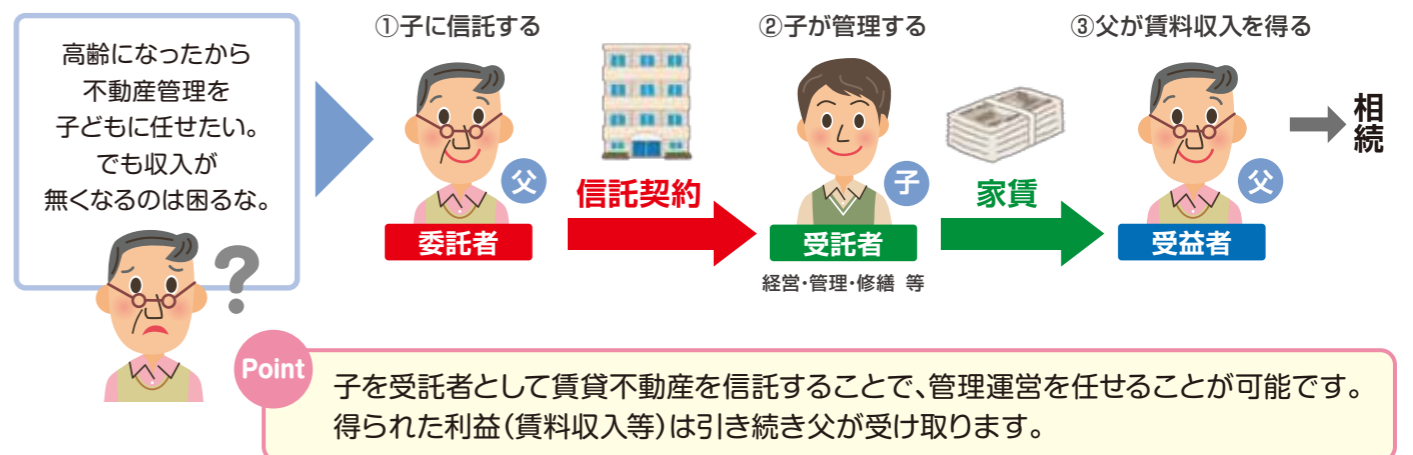 高齢になったから
不動産管理を
子どもに任せたい。
でも収入が
無くなるのは困るな。
?
①子に信託する
父
委託者
信託契約
②子が管理する
子
受託者
経営・管理・修繕 等
家賃
③父が賃料収入を得る
父
受益者
相続
Point
子を受託者として賃貸不動産を信託することで、管理運営を任せることが可能です。
得られた利益(賃料収入等)は引き続き父が受け取ります。